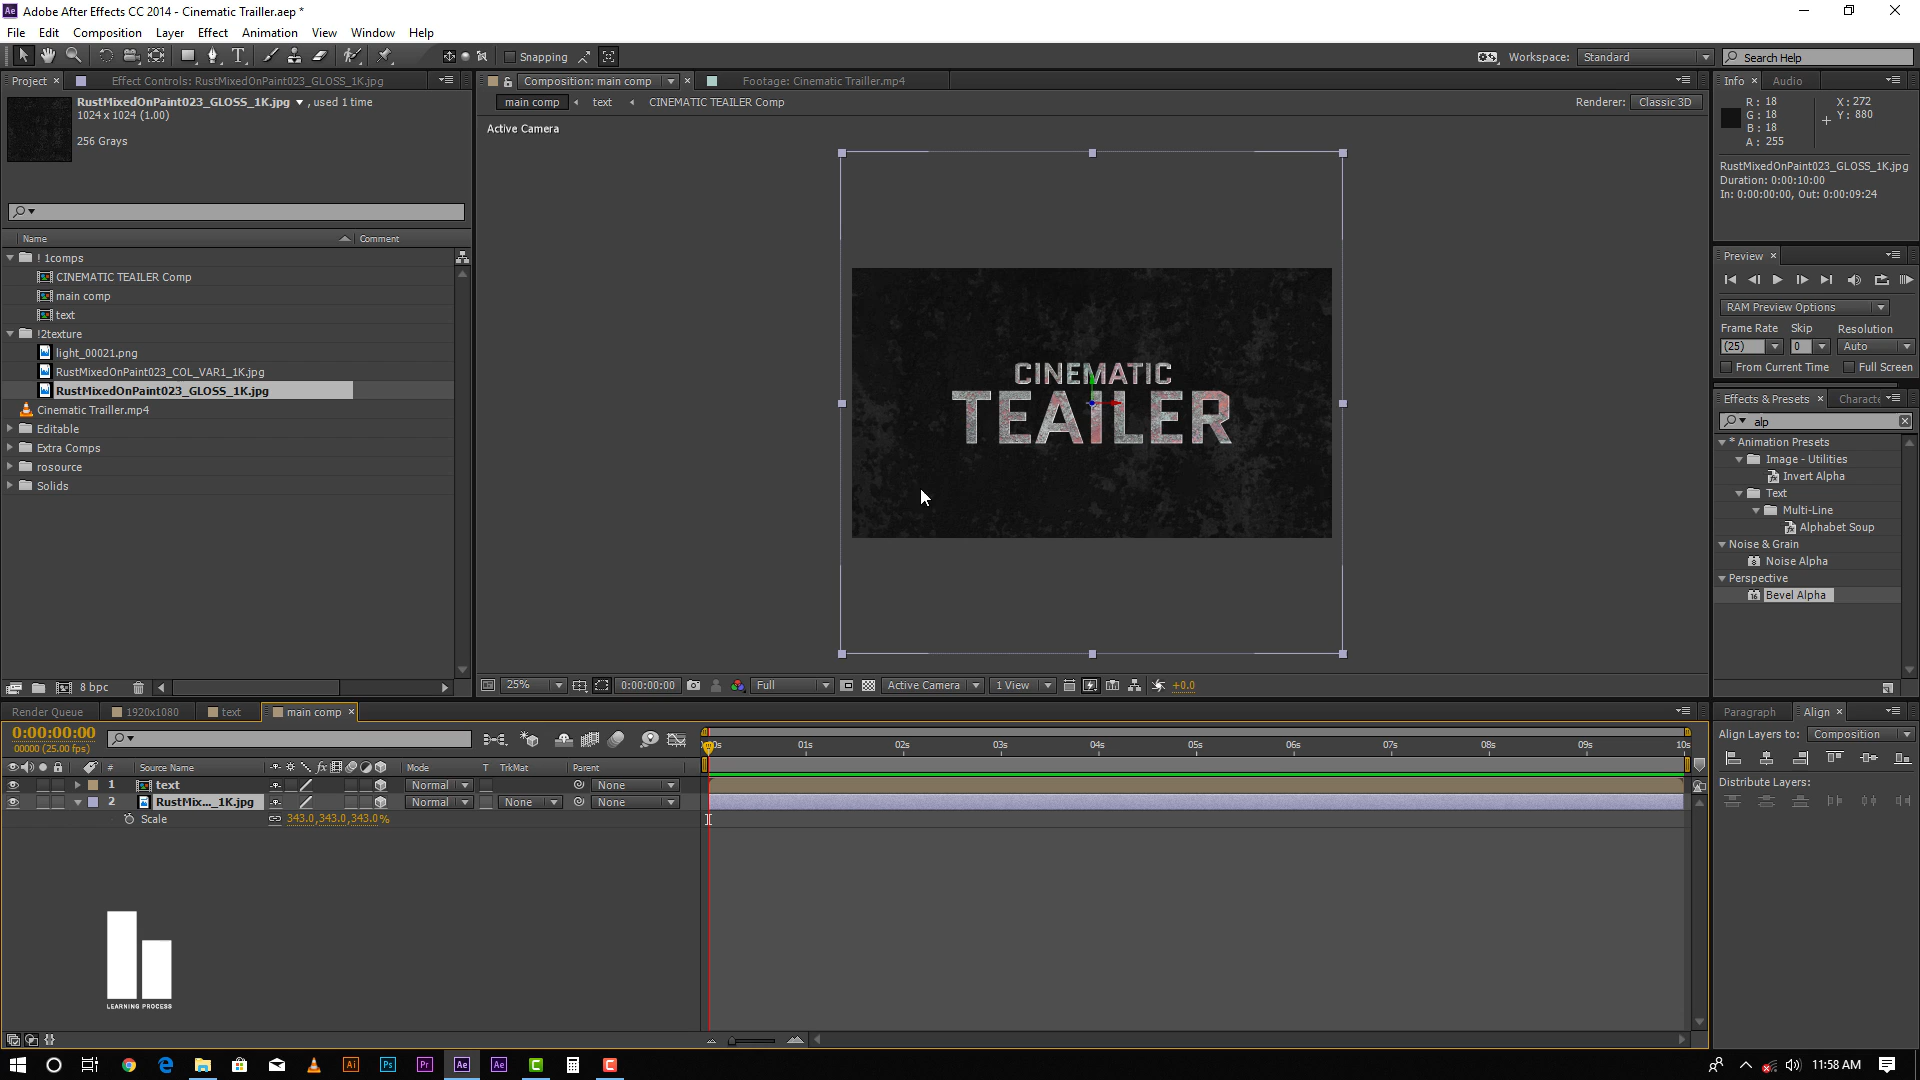 Adobe After Effects CC 2014 - Cinematic Trailler.aep *
File Edit Composition Layer Effect Animation View Window Help
Snapping
Workspace: Standard
Search Help
Project
Effect Controls: RustMixedOnPaint023_GLOSS_1K.jpg
RustMixedOnPaint023_GLOSS_1K.jpg , used 1 time
1024 x 1024 (1.00)
256 Grays
Name Comment
! 1comps
CINEMATIC TEAILER Comp
main comp
text
!2texture
light_00021.png
RustMixedOnPaint023_COL_VAR1_1K.jpg
RustMixedOnPaint023_GLOSS_1K.jpg
Cinematic Trailler.mp4
Editable
Extra Comps
rosource
Solids
8 bpc
Composition: main comp
Footage: Cinematic Trailler.mp4
main comp text CINEMATIC TEAILER Comp
Renderer: Classic 3D
Active Camera
CINEMATIC
TEAILER
25% 0:00:00:00 Full Active Camera 1 View +0.0
Info Audio
R: 18 X: 272
G: 18 Y: 880
B: 18
A: 255
RustMixedOnPaint023_GLOSS_1K.jpg
Duration: 0:00:10:00
In: 0:00:00:00, Out: 0:00:09:24
Preview
RAM Preview Options
Frame Rate Skip Resolution
(25) 0 Auto
From Current Time Full Screen
Effects & Presets Characte
alp
* Animation Presets
Image - Utilities
Invert Alpha
Text
Multi-Line
Alphabet Soup
Noise & Grain
Noise Alpha
Perspective
Bevel Alpha
Render Queue 1920x1080 text main comp
0:00:00:00
00000 (25.00 fps)
# Source Name fx Mode T TrkMat Parent
1 text Normal None
2 RustMix..._1K.jpg Normal None None
Scale 343.0,343.0,343.0%
01s 02s 03s 04s 05s 06s 07s 08s 09s 10s
LEARNING PROCESS
Paragraph Align
Align Layers to: Composition
Distribute Layers:
Ai Ps Pr Ae Ae C C
11:58 AM